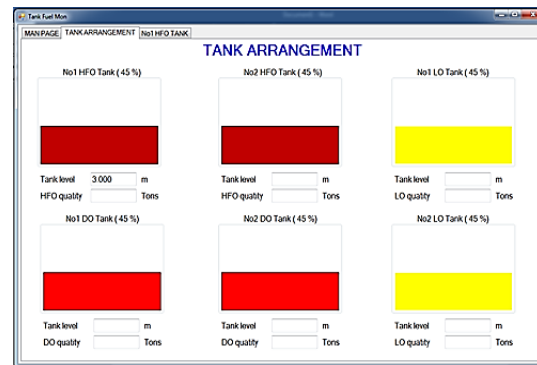 Tank Fuel Mon
MAN PAGE TANK ARRANGEMENT No1 HFO TANK
TANK ARRANGEMENT
No1 HFO Tank ( 45 %) No2 HFO Tank ( 45 %) No1 LO Tank ( 45 %)
Tank level 3.000 m Tank level m Tank level m
HFO quatity Tons HFO quatity Tons LO quatity Tons
No1 DO Tank ( 45 %) No2 DO Tank ( 45 %) No2 LO Tank ( 45 %)
Tank level m Tank level m Tank level m
DO quatity Tons DO quatity Tons LO quatity Tons